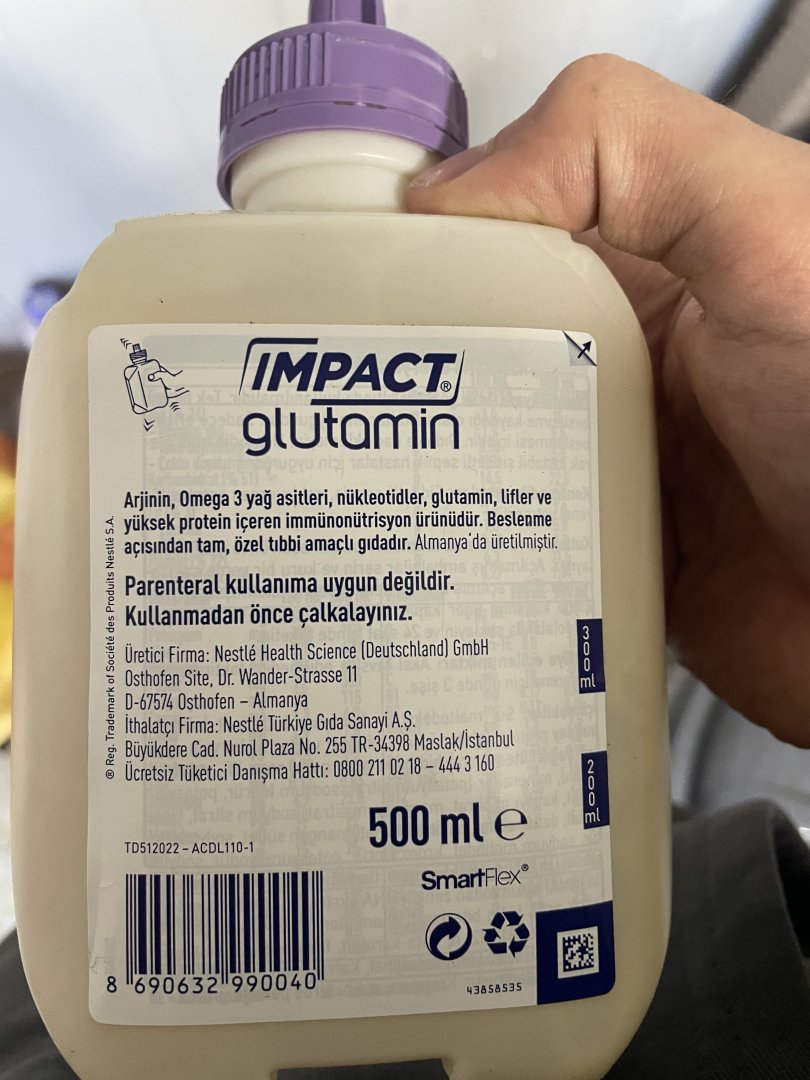 IMPACT®
glutamin
Arjinin, Omega 3 yağ asitleri, nükleotidler, glutamin, lifler ve
yüksek protein içeren immünonütrisyon ürünüdür. Beslenme
açısından tam, özel tıbbi amaçlı gıdadır. Almanya'da üretilmiştir.
Parenteral kullanıma uygun değildir.
Kullanmadan önce çalkalayınız.
Üretici Firma: Nestlé Health Science (Deutschland) GmbH
Osthofen Site, Dr. Wander-Strasse 11
D-67574 Osthofen – Almanya
İthalatçı Firma: Nestlé Türkiye Gıda Sanayi A.Ş.
Büyükdere Cad. Nurol Plaza No. 255 TR-34398 Maslak/İstanbul
Ücretsiz Tüketici Danışma Hattı: 0800 211 02 18 – 444 3 160
® Reg. Trademark of Société des Produits Nestlé S.A.
300 ml
200 ml
500 ml e
TD512022 – ACDL110-1
SmartFlex®
8 690632 990040
43858535